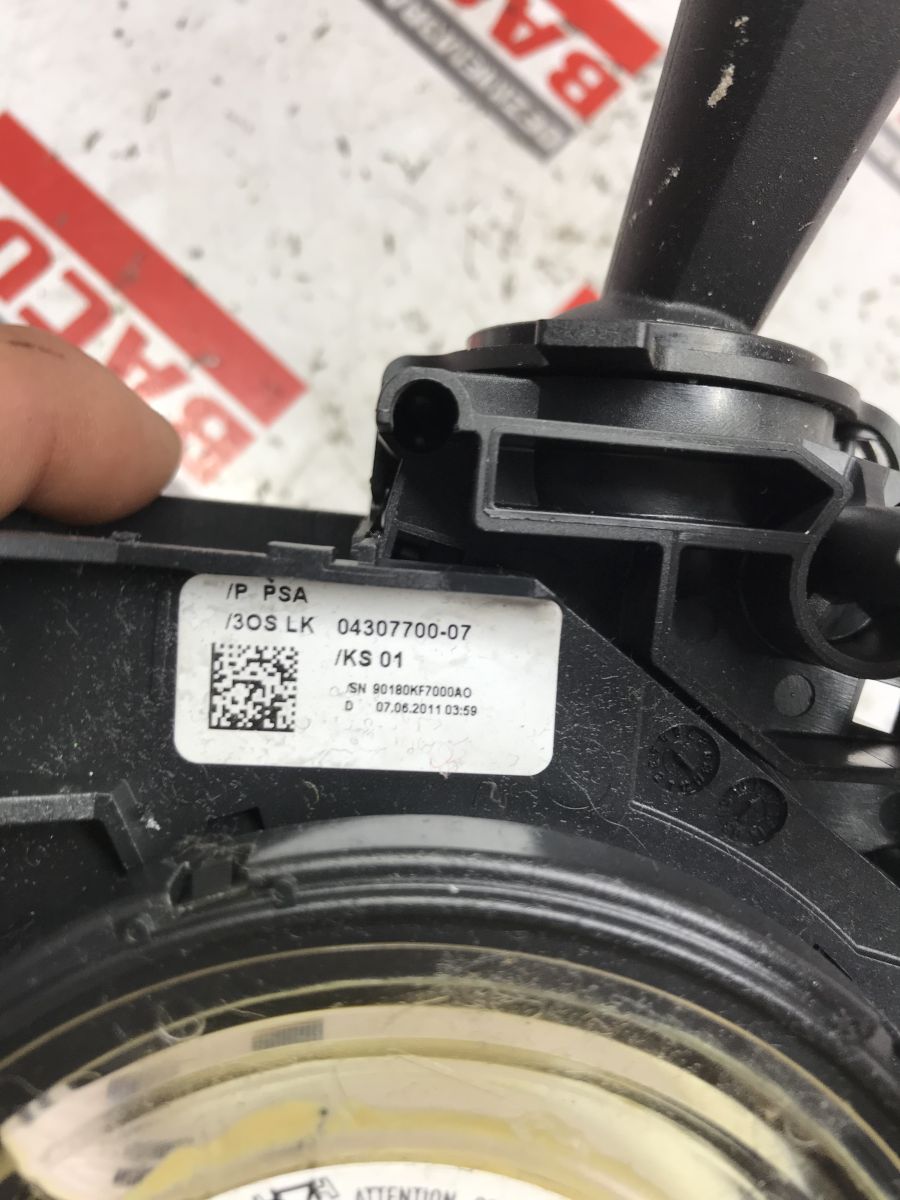 /P PSA
/3OS LK 04307700-07
/KS 01
/SN 90180KF7000AO
D 07.06.2011 03:59
ATTENTION